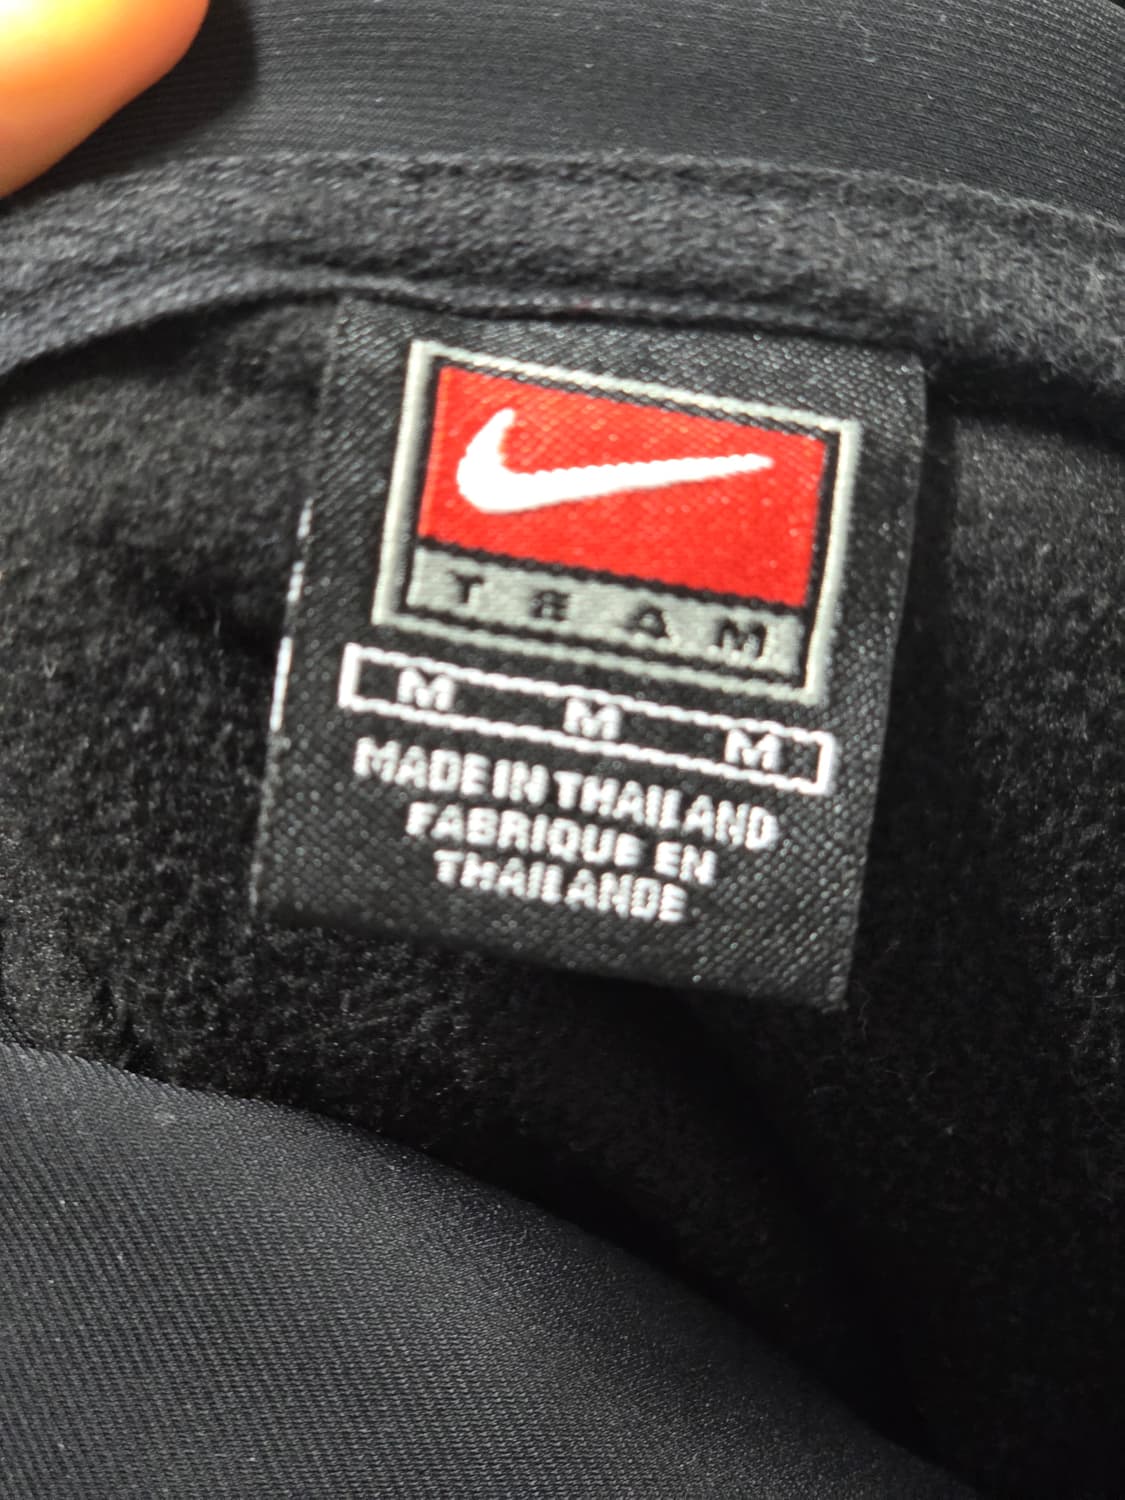 TEAM
M M M
MADE IN THAILAND
FABRIQUE EN
THAILANDE